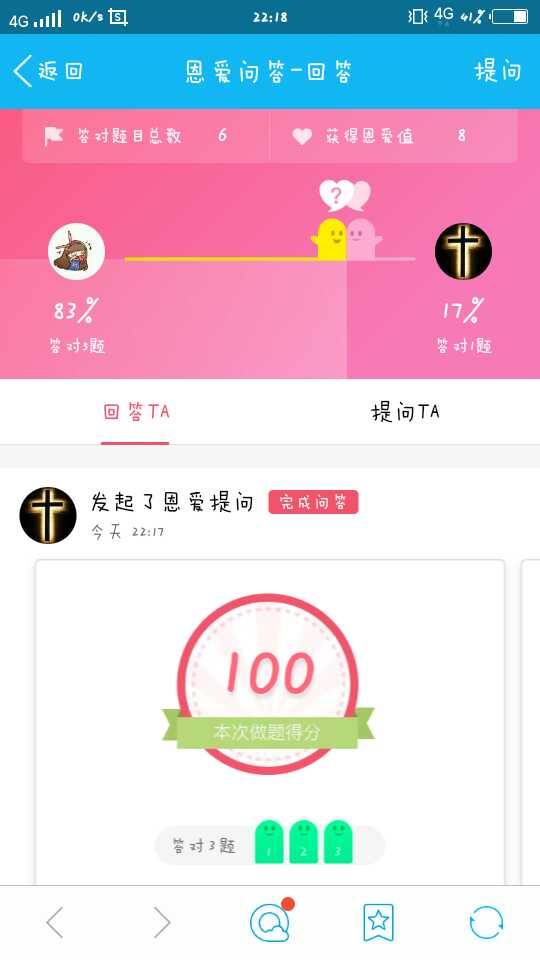 4G 0K/s 22:18 4G 41%
返回 恩爱问答-回答 提问
答对题目总数 6 获得恩爱值 8
?
83% 17%
答对5题 答对1题
回答TA 提问TA
发起了恩爱提问 完成问答
今天 22:17
100
本次做题得分
答对3题 1 2 3